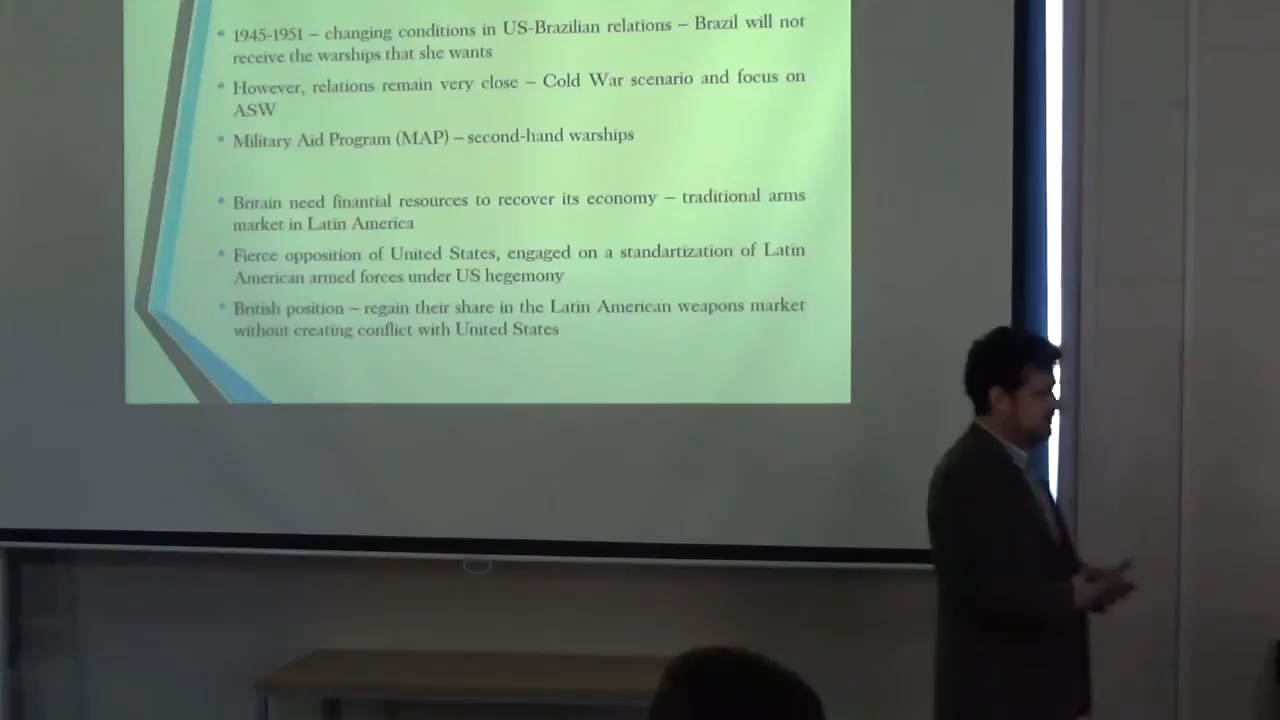 • 1945-1951 – changing conditions in US-Brazilian relations – Brazil will not
receive the warships that she wants
• However, relations remain very close – Cold War scenario and focus on
ASW
• Military Aid Program (MAP) – second-hand warships
• Britain need finantial resources to recover its economy – traditional arms
market in Latin America
• Fierce opposition of United States, engaged on a standartization of Latin
American armed forces under US hegemony
• British position – regain their share in the Latin American weapons market
without creating conflict with United States